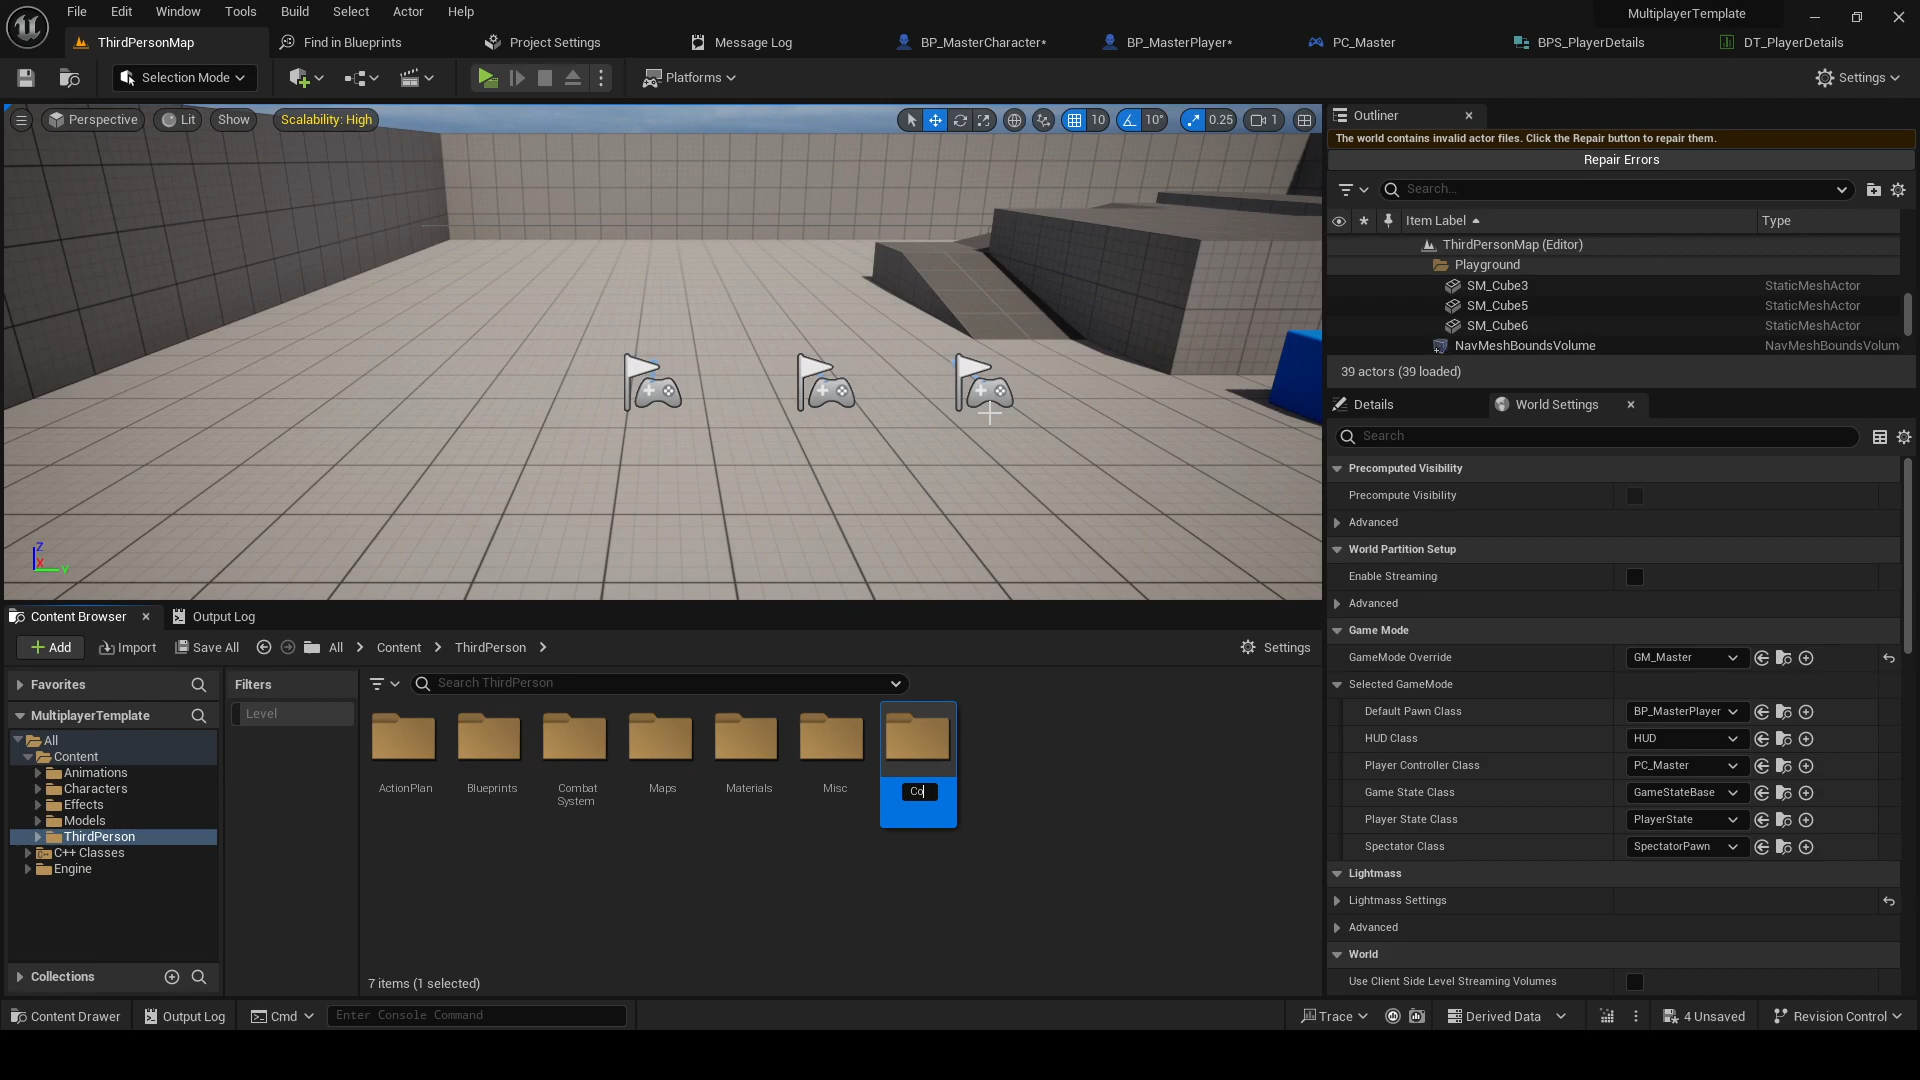 File Edit Window Tools Build Select Actor Help
MultiplayerTemplate
ThirdPersonMap
Find in Blueprints
Project Settings
Message Log
BP_MasterCharacter*
BP_MasterPlayer*
PC_Master
BPS_PlayerDetails
DT_PlayerDetails
Selection Mode
Platforms
Settings
Perspective Lit Show Scalability: High
10 10° 0.25 1
Outliner
The world contains invalid actor files. Click the Repair button to repair them.
Repair Errors
Search...
Item Label Type
ThirdPersonMap (Editor)
Playground
SM_Cube3 StaticMeshActor
SM_Cube5 StaticMeshActor
SM_Cube6 StaticMeshActor
NavMeshBoundsVolume NavMeshBoundsVolum
39 actors (39 loaded)
Details World Settings
Search
Precomputed Visibility
Precompute Visibility
Advanced
World Partition Setup
Enable Streaming
Advanced
Game Mode
GameMode Override GM_Master
Selected GameMode
Default Pawn Class BP_MasterPlayer
HUD Class HUD
Player Controller Class PC_Master
Game State Class GameStateBase
Player State Class PlayerState
Spectator Class SpectatorPawn
Lightmass
Lightmass Settings
Advanced
World
Use Client Side Level Streaming Volumes
Z
X
Y
Content Browser Output Log
Add Import Save All All Content ThirdPerson Settings
Favorites
MultiplayerTemplate
All
Content
Animations
Characters
Effects
Models
ThirdPerson
C++ Classes
Engine
Collections
Filters
Level
Search ThirdPerson
ActionPlan
Blueprints
Combat
System
Maps
Materials
Misc
Co
7 items (1 selected)
Content Drawer Output Log Cmd Enter Console Command
Trace Derived Data 4 Unsaved Revision Control